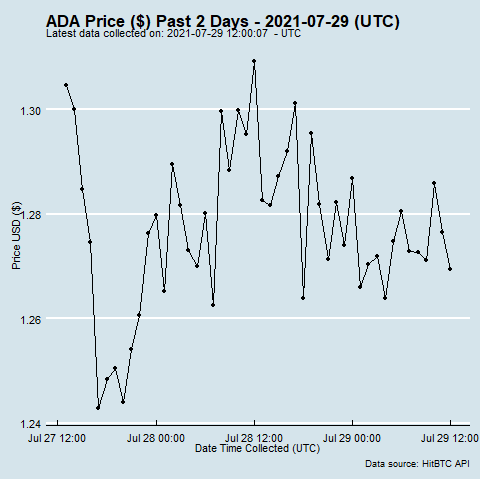 ADA Price ($) Past 2 Days - 2021-07-29 (UTC)
Latest data collected on: 2021-07-29 12:00:07 - UTC
Price USD ($)
1.30
1.28
1.26
1.24
Jul 27 12:00 Jul 28 00:00 Jul 28 12:00 Jul 29 00:00 Jul 29 12:00
Date Time Collected (UTC)
Data source: HitBTC API